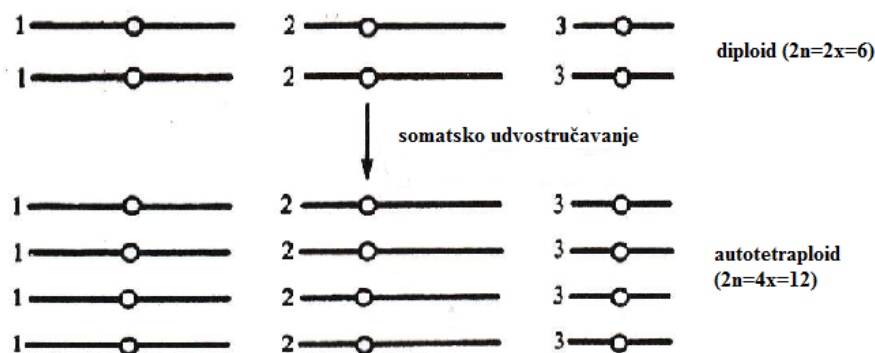 1 2 3
diploid (2n=2x=6)
1 2 3
somatsko udvostručavanje
1 2 3
1 2 3
autotetraploid
(2n=4x=12)
1 2 3
1 2 3